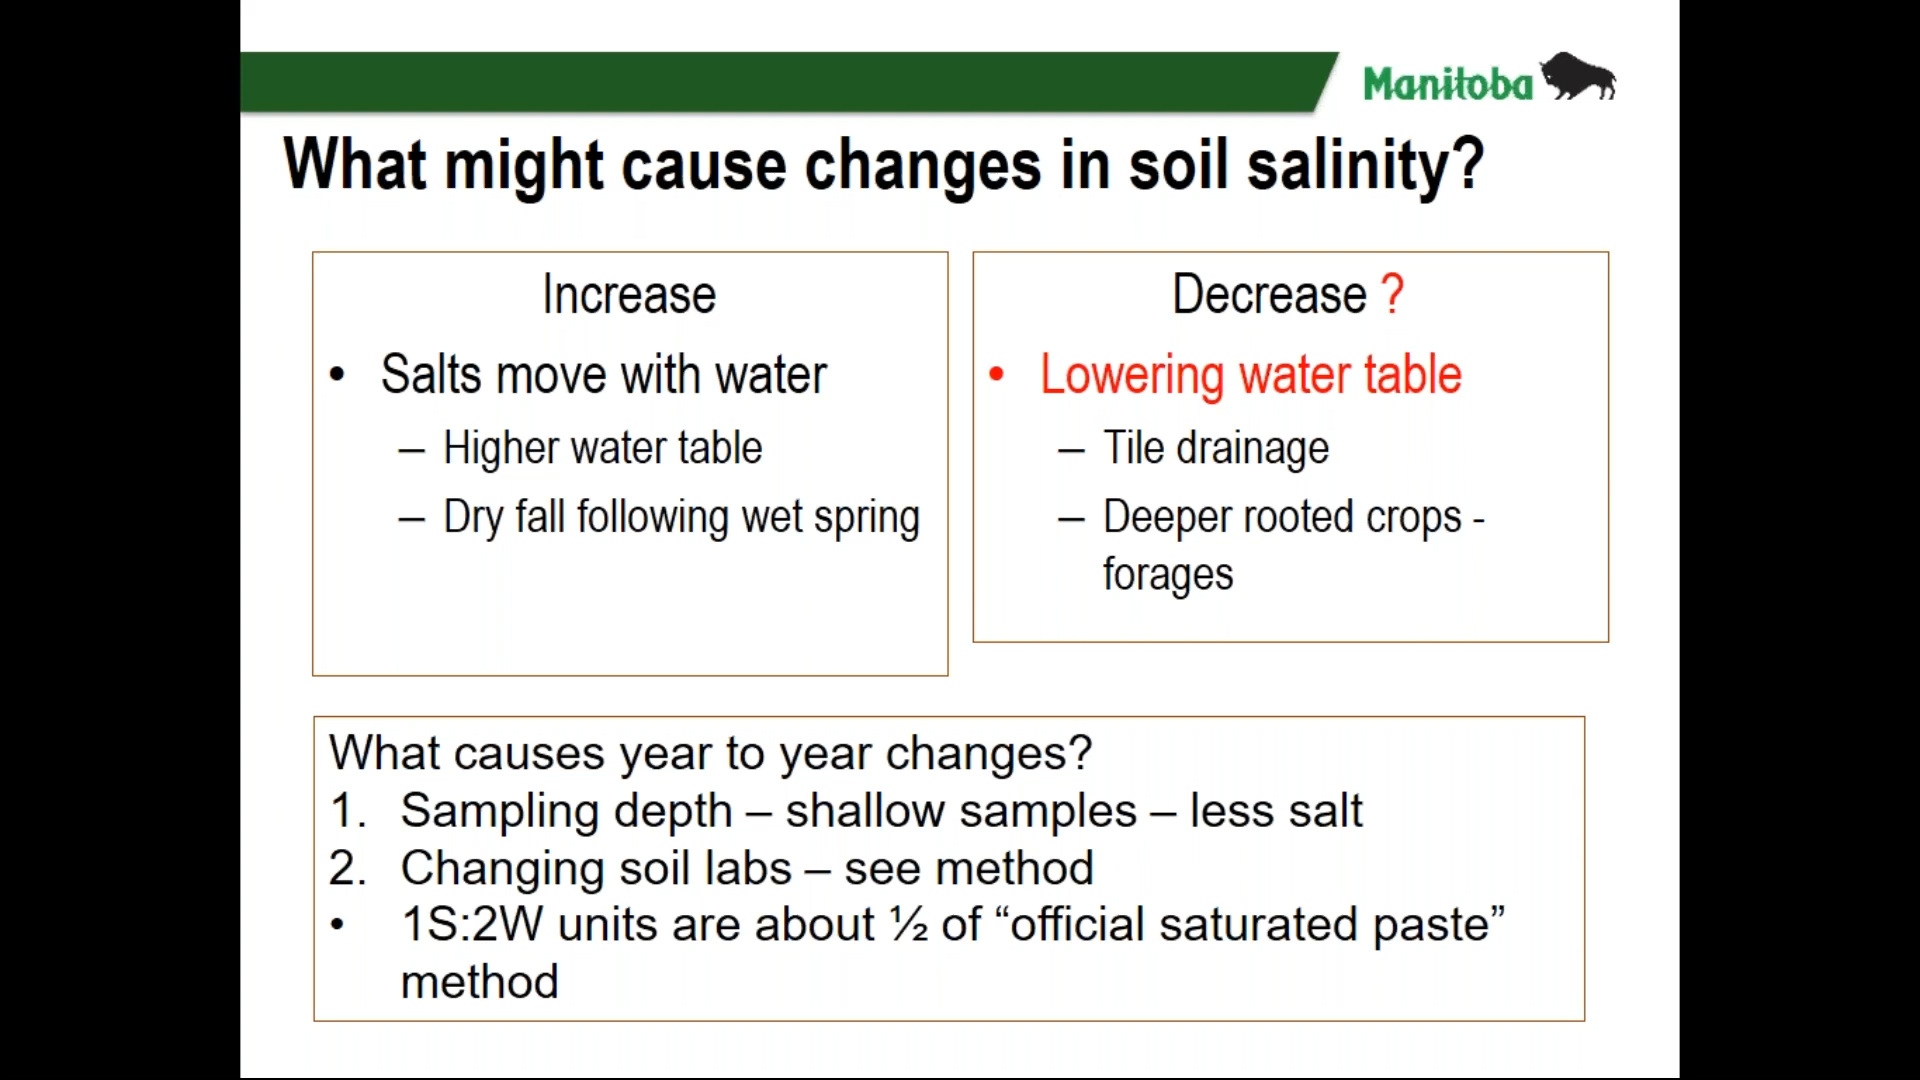 Manitoba
What might cause changes in soil salinity?
Increase
• Salts move with water
– Higher water table
– Dry fall following wet spring
Decrease ?
• Lowering water table
– Tile drainage
– Deeper rooted crops -
forages
What causes year to year changes?
1. Sampling depth – shallow samples – less salt
2. Changing soil labs – see method
• 1S:2W units are about ½ of “official saturated paste”
method